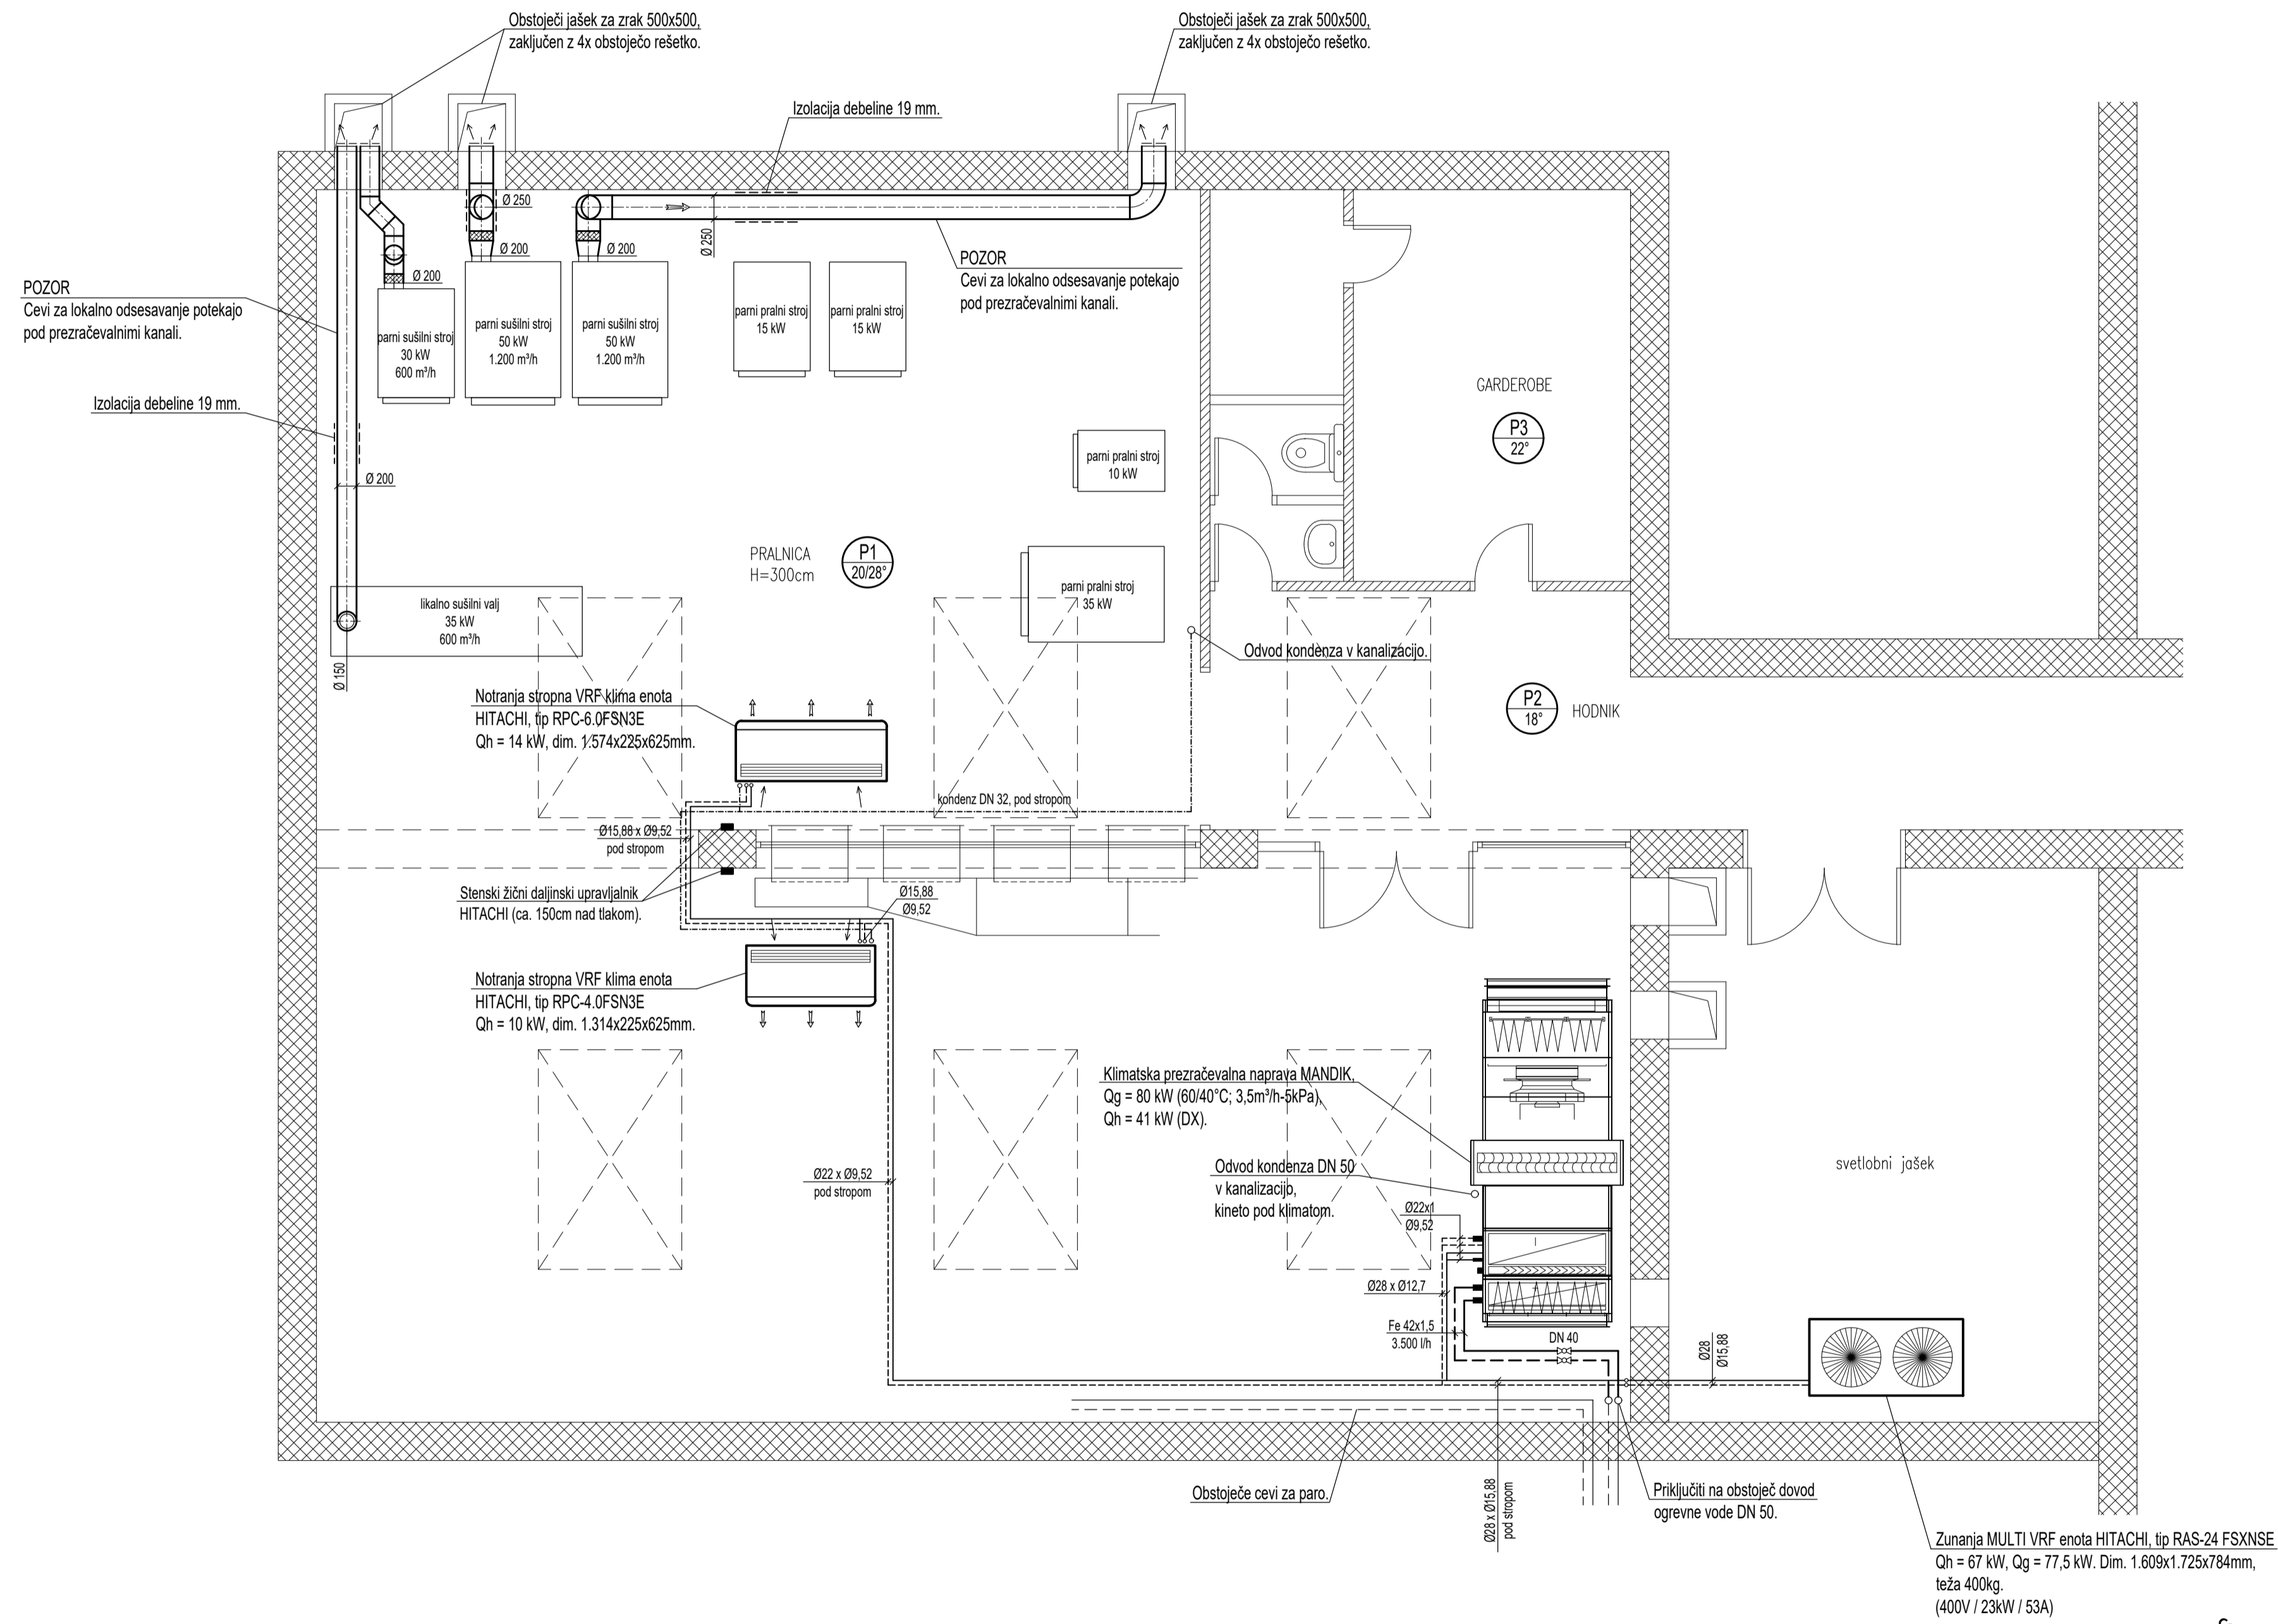 Obstoječi jašek za zrak 500x500,
zaključen z 4x obstoječo rešetko.
Obstoječi jašek za zrak 500x500,
zaključen z 4x obstoječo rešetko.
Izolacija debeline 19 mm.
Ø 250
Ø 200
Ø 200
Ø 200
Ø 250
POZOR
Cevi za lokalno odsesavanje potekajo
pod prezračevalnimi kanali.
POZOR
Cevi za lokalno odsesavanje potekajo
pod prezračevalnimi kanali.
parni sušilni stroj
30 kW
600 m³/h
parni sušilni stroj
50 kW
1.200 m³/h
parni sušilni stroj
50 kW
1.200 m³/h
parni pralni stroj
15 kW
parni pralni stroj
15 kW
Izolacija debeline 19 mm.
Ø 200
GARDEROBE
P3
22°
parni pralni stroj
10 kW
PRALNICA
H=300cm
P1
20/28°
parni pralni stroj
35 kW
likalno sušilni valj
35 kW
600 m³/h
Ø 150
Odvod kondenza v kanalizacijo.
P2
18°
HODNIK
Notranja stropna VRF klima enota
HITACHI, tip RPC-6.0FSN3E
Qh = 14 kW, dim. 1.574x225x625mm.
kondenz DN 32, pod stropom
Ø15,88 x Ø9,52
pod stropom
Stenski žični daljinski upravljalnik
HITACHI (ca. 150cm nad tlakom).
Ø15,88
Ø9,52
Notranja stropna VRF klima enota
HITACHI, tip RPC-4.0FSN3E
Qh = 10 kW, dim. 1.314x225x625mm.
Klimatska prezračevalna naprava MANDIK,
Qg = 80 kW (60/40°C; 3,5m³/h-5kPa),
Qh = 41 kW (DX).
Odvod kondenza DN 50
v kanalizacijo,
kineto pod klimatom.
svetlobni jašek
Ø22 x Ø9,52
pod stropom
Ø22x1
Ø9,52
Ø28 x Ø12,7
Fe 42x1,5
3.500 l/h
DN 40
Ø28
Ø15,88
Obstoječe cevi za paro.
Ø28 x Ø15,88
pod stropom
Priključiti na obstoječ dovod
ogrevne vode DN 50.
Zunanja MULTI VRF enota HITACHI, tip RAS-24 FSXNSE
Qh = 67 kW, Qg = 77,5 kW. Dim. 1.609x1.725x784mm,
teža 400kg.
(400V / 23kW / 53A)